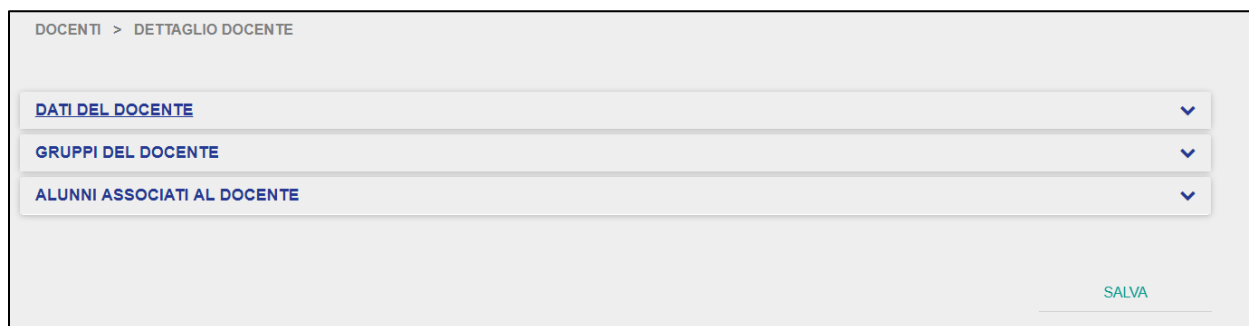 DOCENTI > DETTAGLIO DOCENTE
DATI DEL DOCENTE
GRUPPI DEL DOCENTE
ALUNNI ASSOCIATI AL DOCENTE
SALVA